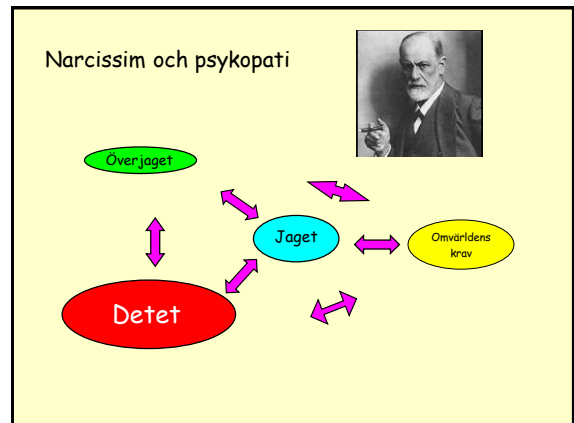 Narcissim och psykopati
Överjaget
Jaget
Omvärldens
krav
Detet